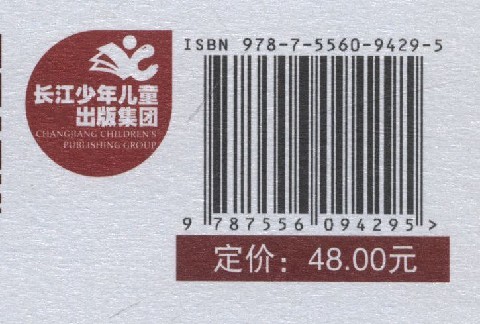 长江少年儿童
出版集团
CHANGJIANG CHILDREN'S
PUBLISHING GROUP
ISBN 978-7-5560-9429-5
9 787556 094295 >
定价：48.00元